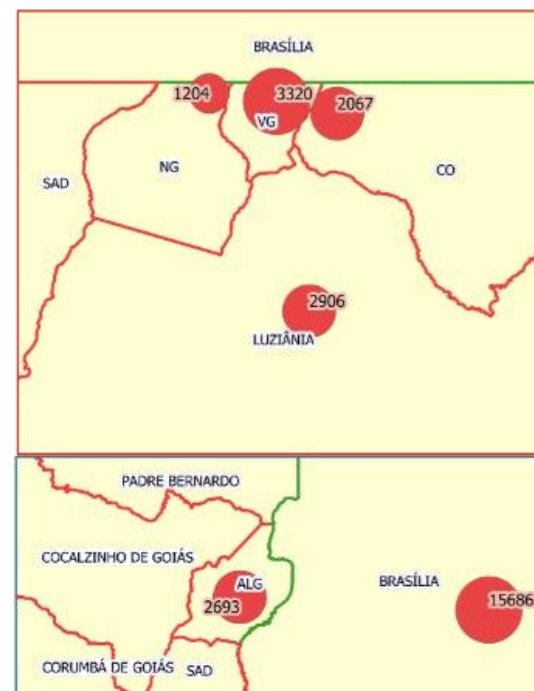 BRASÍLIA
1204
3320
2067
VG
NG
CO
SAD
2906
LUZIÂNIA
PADRE BERNARDO
COCALZINHO DE GOIÁS
ALG
BRASÍLIA
2693
15686
CORUMBÁ DE GOIÁS
SAD